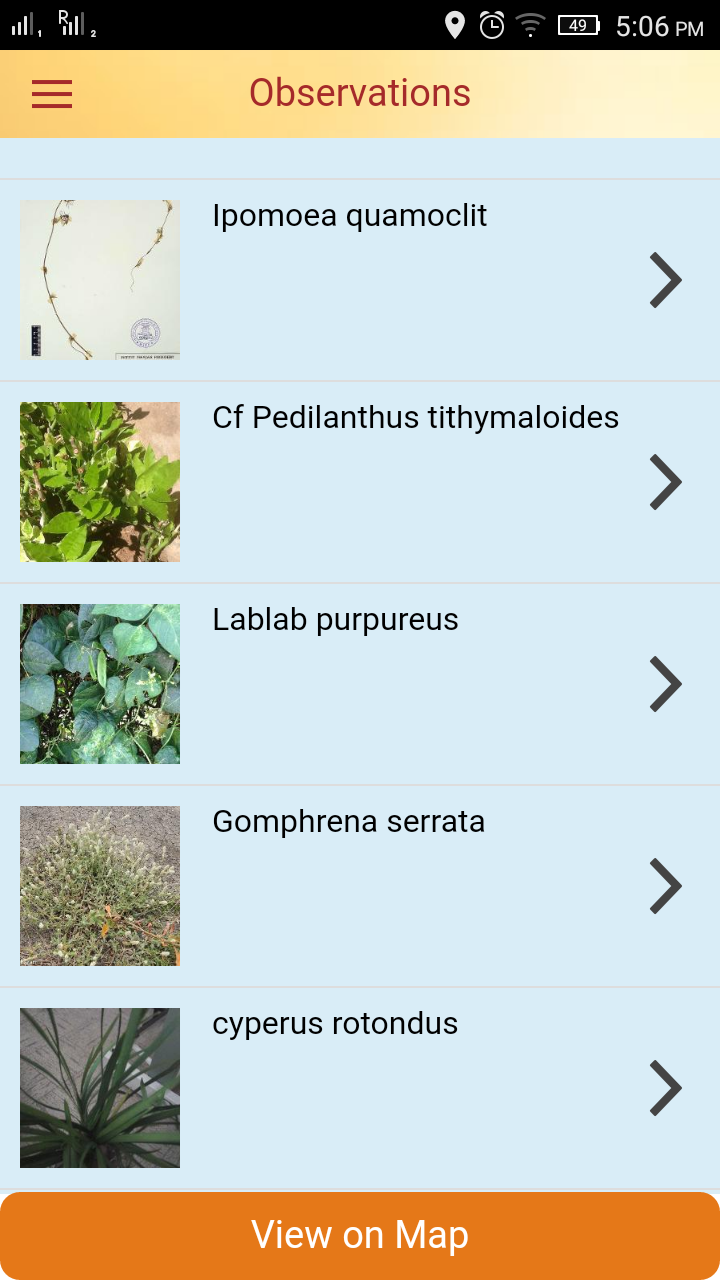 1 R 2 49 5:06 PM
Observations
Ipomoea quamoclit
Cf Pedilanthus tithymaloides
Lablab purpureus
Gomphrena serrata
cyperus rotondus
View on Map